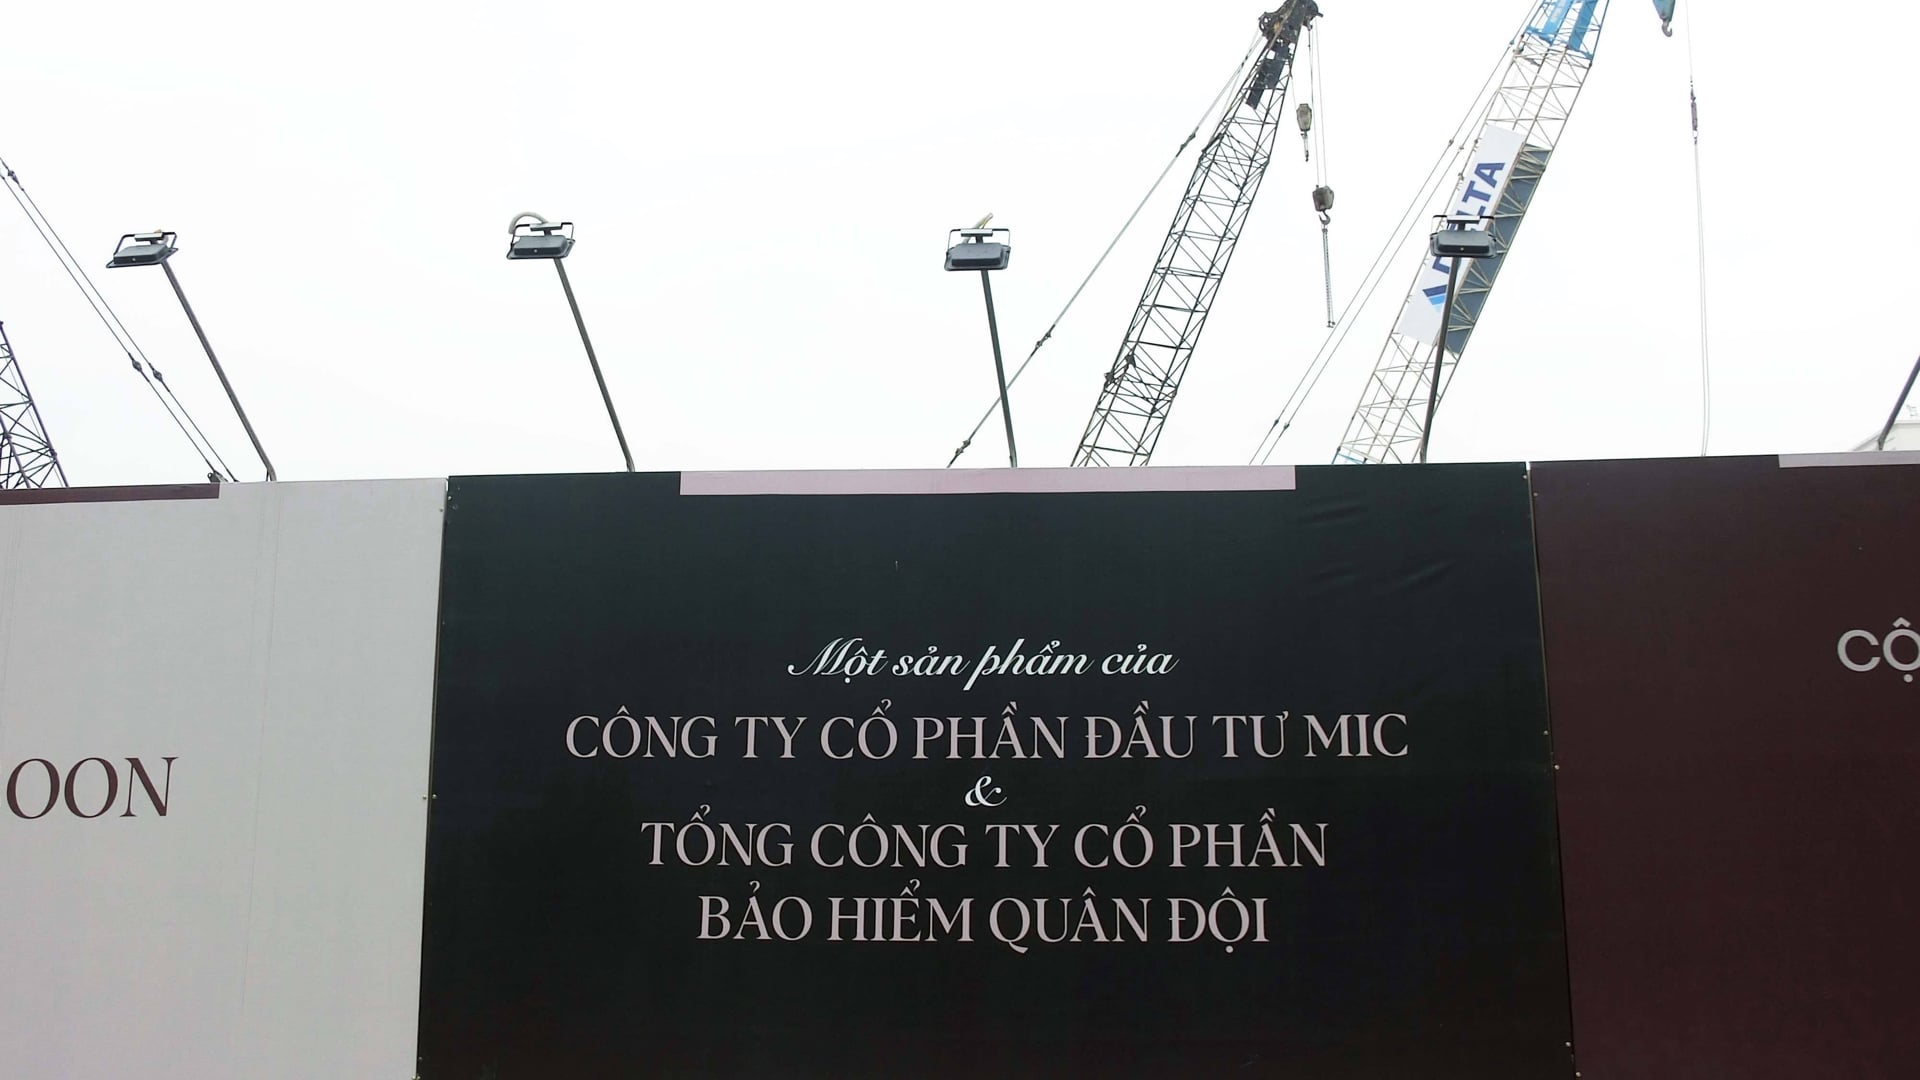 Một sản phẩm của
CÔNG TY CỔ PHẦN ĐẦU TƯ MIC
&
TỔNG CÔNG TY CỔ PHẦN
BẢO HIỂM QUÂN ĐỘI
OON
CỘ